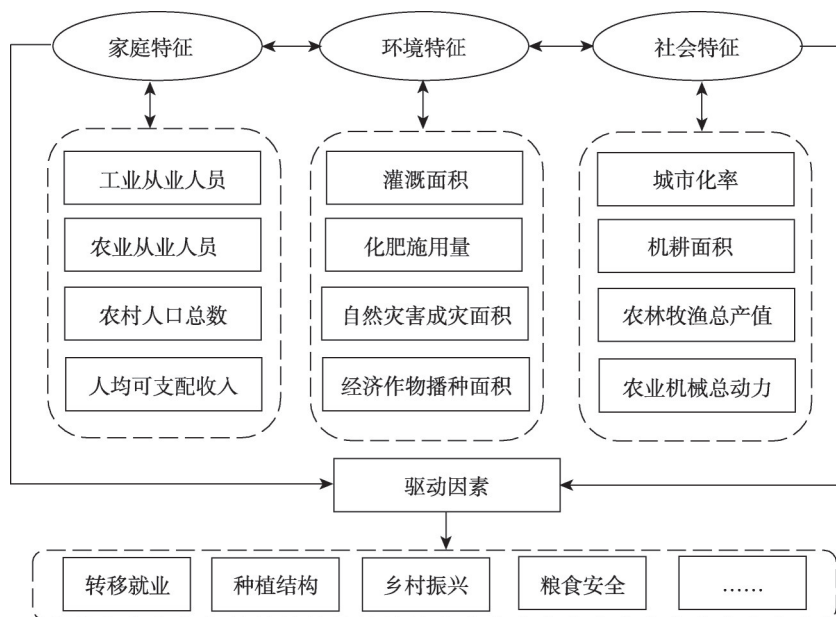 家庭特征
环境特征
社会特征
工业从业人员
灌溉面积
城市化率
农业从业人员
化肥施用量
机耕面积
农村人口总数
自然灾害成灾面积
农林牧渔总产值
人均可支配收入
经济作物播种面积
农业机械总动力
驱动因素
转移就业
种植结构
乡村振兴
粮食安全
……